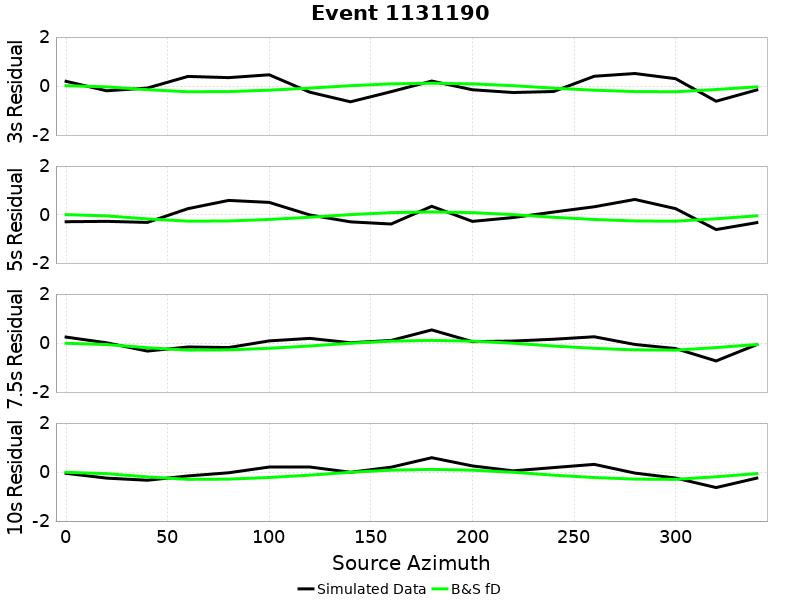 Event 1131190
3s Residual
2
0
-2
5s Residual
2
0
-2
7.5s Residual
2
0
-2
10s Residual
2
0
-2
0 50 100 150 200 250 300
Source Azimuth
Simulated Data B&S fD